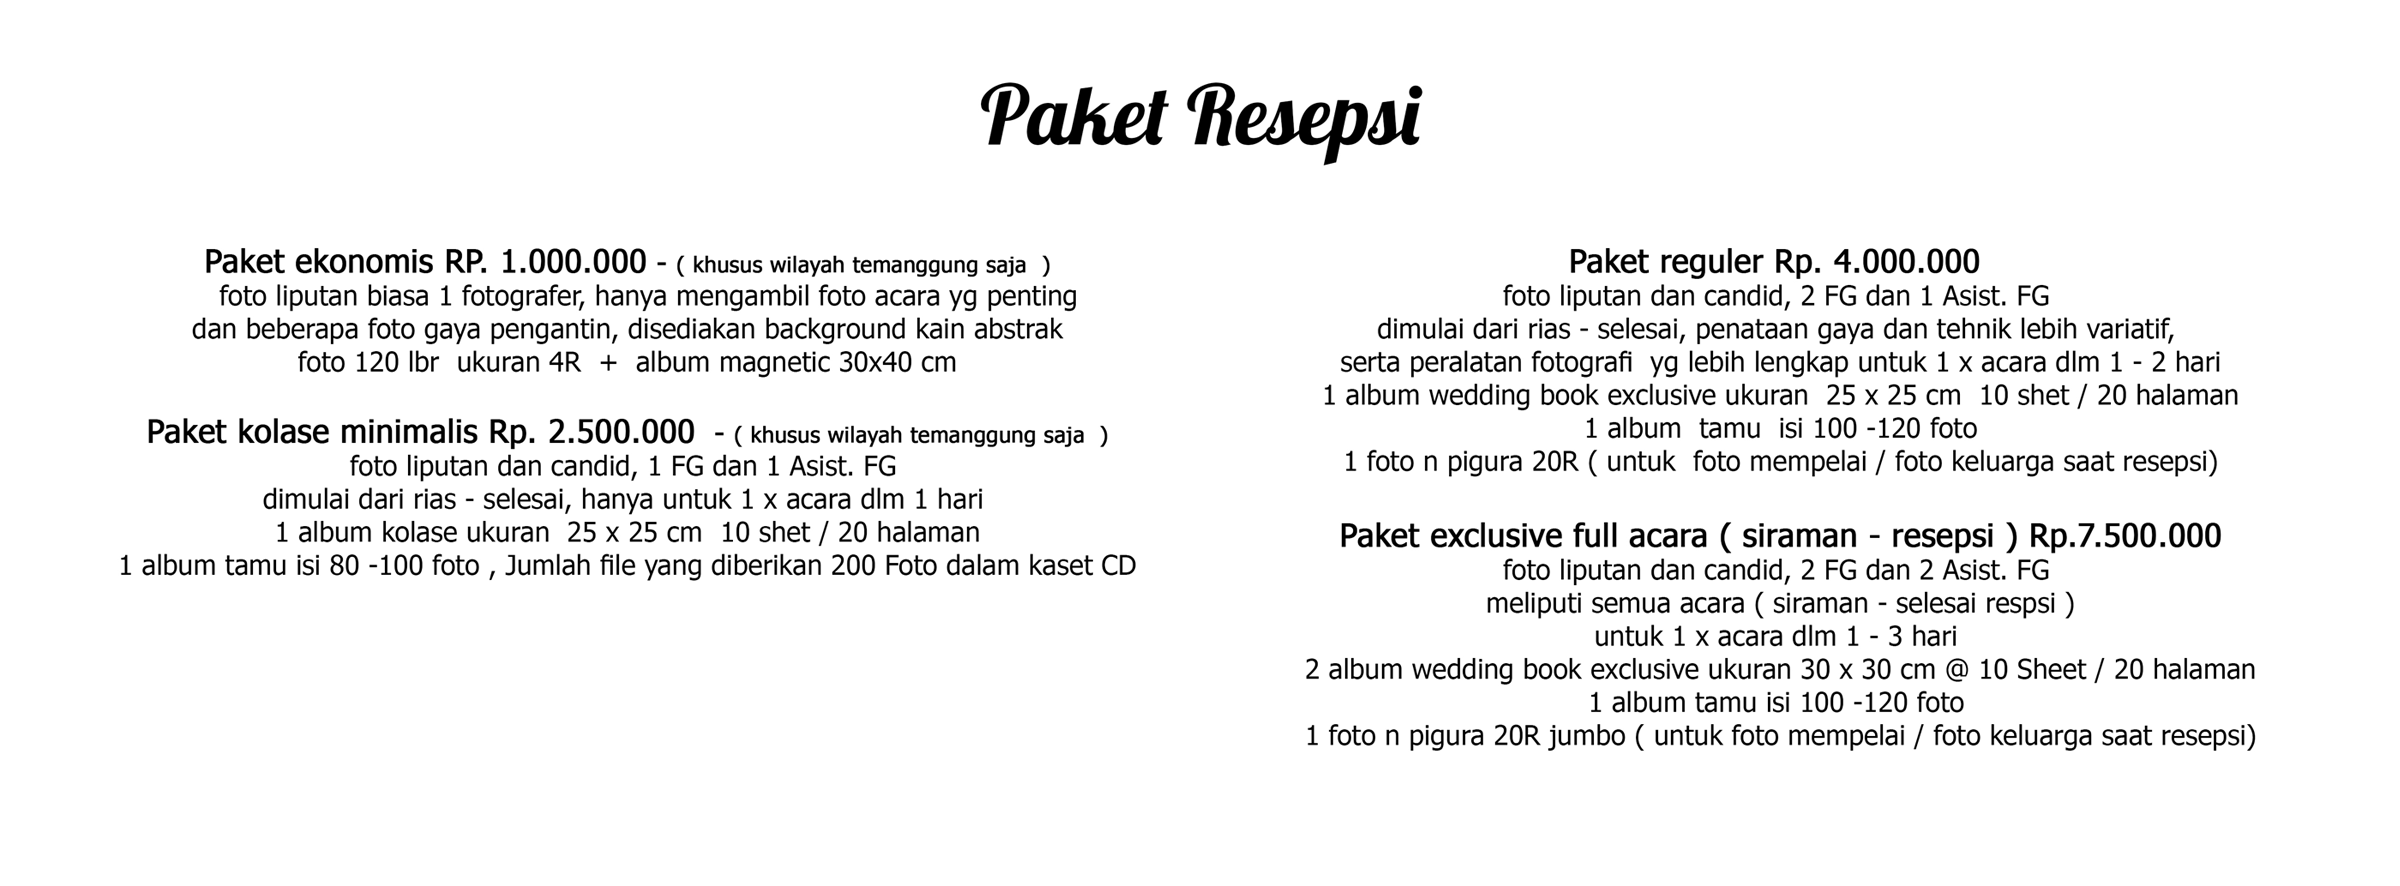 Paket Resepsi
Paket ekonomis RP. 1.000.000 - ( khusus wilayah temanggung saja )
foto liputan biasa 1 fotografer, hanya mengambil foto acara yg penting
dan beberapa foto gaya pengantin, disediakan background kain abstrak
foto 120 lbr ukuran 4R + album magnetic 30x40 cm
Paket kolase minimalis Rp. 2.500.000 - ( khusus wilayah temanggung saja )
foto liputan dan candid, 1 FG dan 1 Asist. FG
dimulai dari rias - selesai, hanya untuk 1 x acara dlm 1 hari
1 album kolase ukuran 25 x 25 cm 10 shet / 20 halaman
1 album tamu isi 80 -100 foto , Jumlah file yang diberikan 200 Foto dalam kaset CD
Paket reguler Rp. 4.000.000
foto liputan dan candid, 2 FG dan 1 Asist. FG
dimulai dari rias - selesai, penataan gaya dan tehnik lebih variatif,
serta peralatan fotografi yg lebih lengkap untuk 1 x acara dlm 1 - 2 hari
1 album wedding book exclusive ukuran 25 x 25 cm 10 shet / 20 halaman
1 album tamu isi 100 -120 foto
1 foto n pigura 20R ( untuk foto mempelai / foto keluarga saat resepsi)
Paket exclusive full acara ( siraman - resepsi ) Rp.7.500.000
foto liputan dan candid, 2 FG dan 2 Asist. FG
meliputi semua acara ( siraman - selesai respsi )
untuk 1 x acara dlm 1 - 3 hari
2 album wedding book exclusive ukuran 30 x 30 cm @ 10 Sheet / 20 halaman
1 album tamu isi 100 -120 foto
1 foto n pigura 20R jumbo ( untuk foto mempelai / foto keluarga saat resepsi)